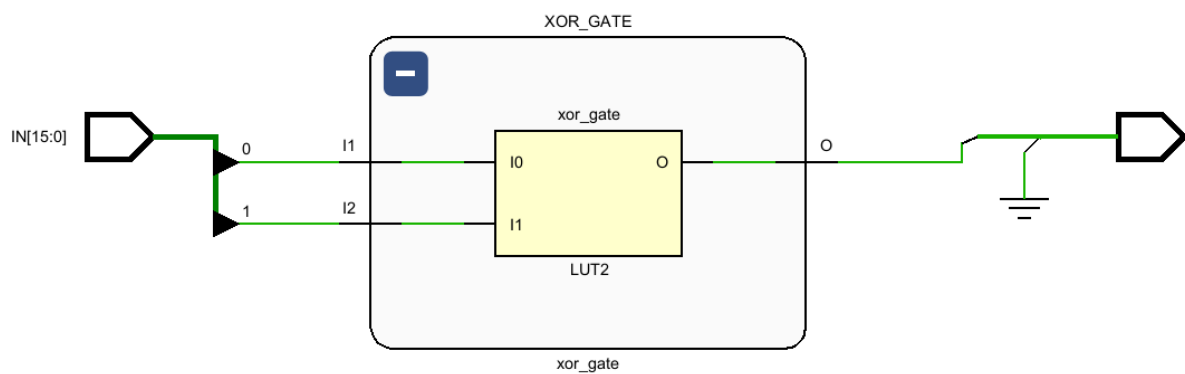 XOR_GATE
xor_gate
IN[15:0]
0
I1
I0
O
O
1
I2
I1
LUT2
xor_gate